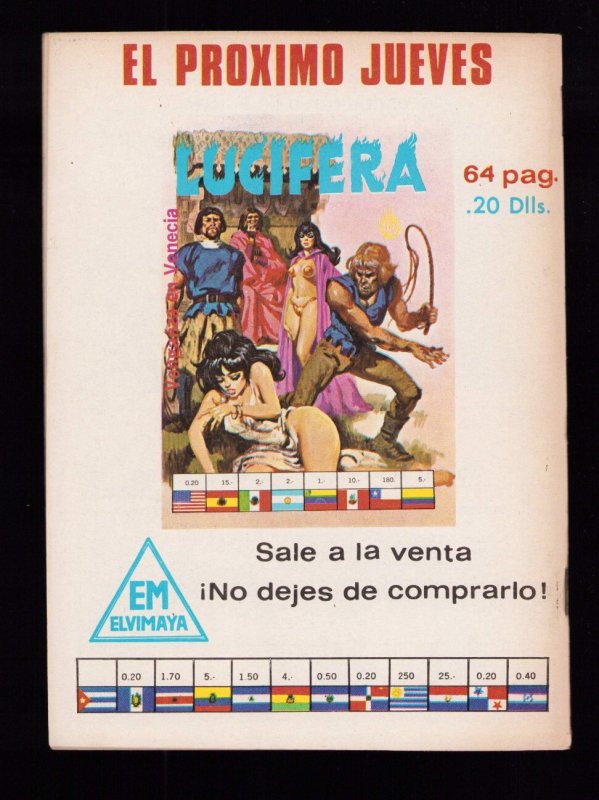 EL PROXIMO JUEVES
LUCIFERA
64 pag.
.20 Dlls.
en Venecia
0.20 15.- 2.- 2.- 1.- 10.- 180. 5.-
Sale a la venta
¡No dejes de comprarlo!
EM
ELVIMAYA
0.20 1.70 5.- 1.50 4.- 0.50 0.20 250 25.- 0.20 0.40